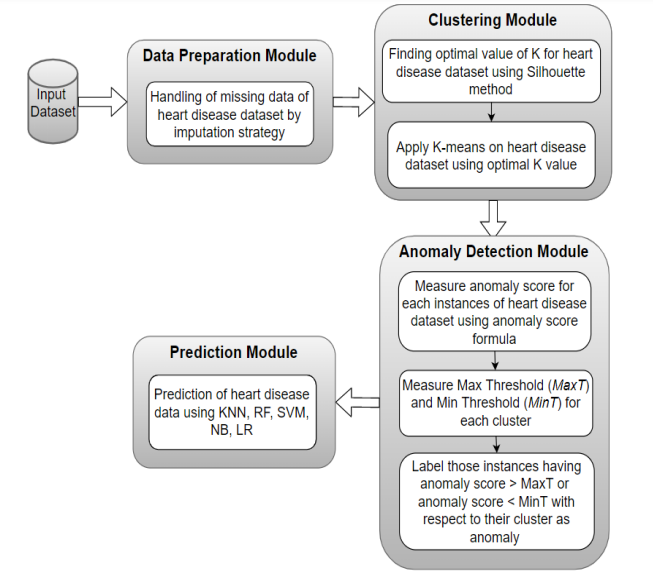 Input
Dataset
Data Preparation Module
Handling of missing data of
heart disease dataset by
imputation strategy
Clustering Module
Finding optimal value of K for heart
disease dataset using Silhouette
method
Apply K-means on heart disease
dataset using optimal K value
Anomaly Detection Module
Measure anomaly score for
each instances of heart disease
dataset using anomaly score
formula
Measure Max Threshold (MaxT)
and Min Threshold (MinT) for
each cluster
Label those instances having
anomaly score > MaxT or
anomaly score < MinT with
respect to their cluster as
anomaly
Prediction Module
Prediction of heart disease
data using KNN, RF, SVM,
NB, LR